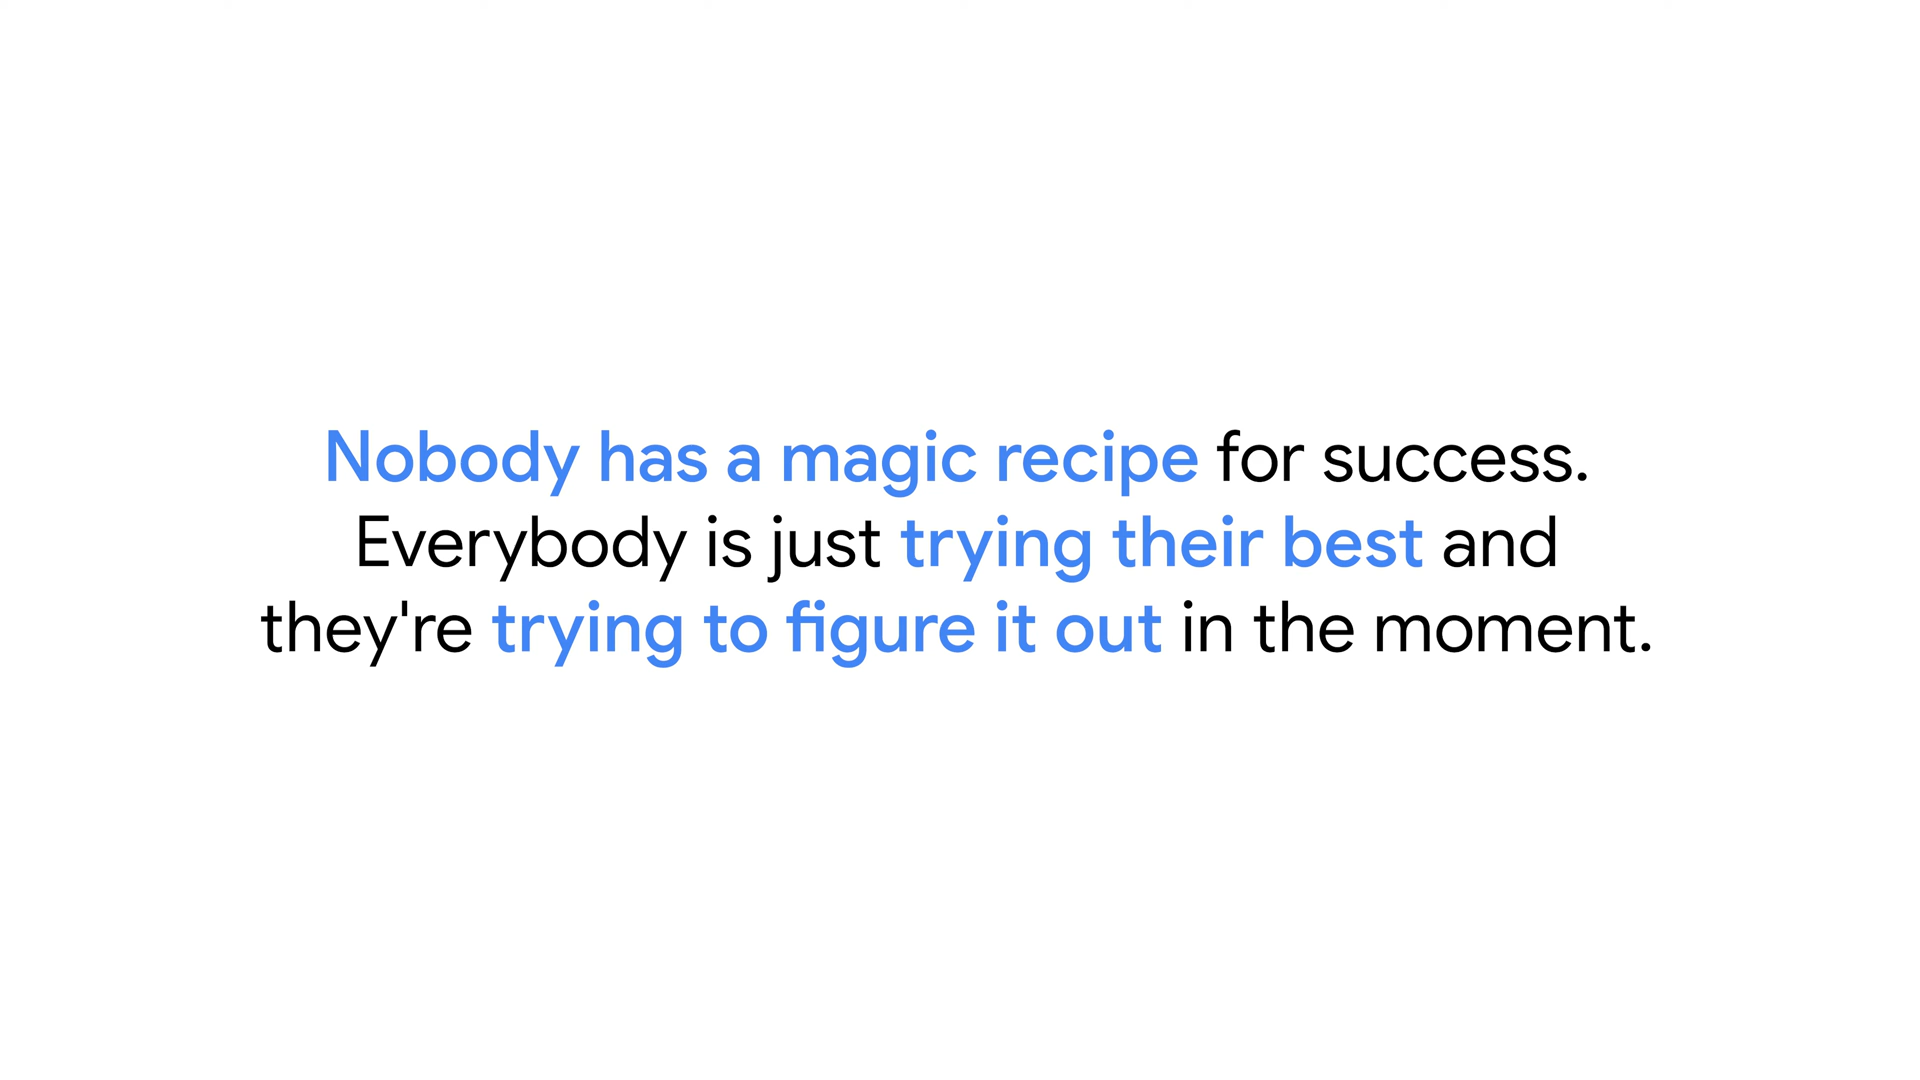 Nobody has a magic recipe for success.
Everybody is just trying their best and
they're trying to figure it out in the moment.